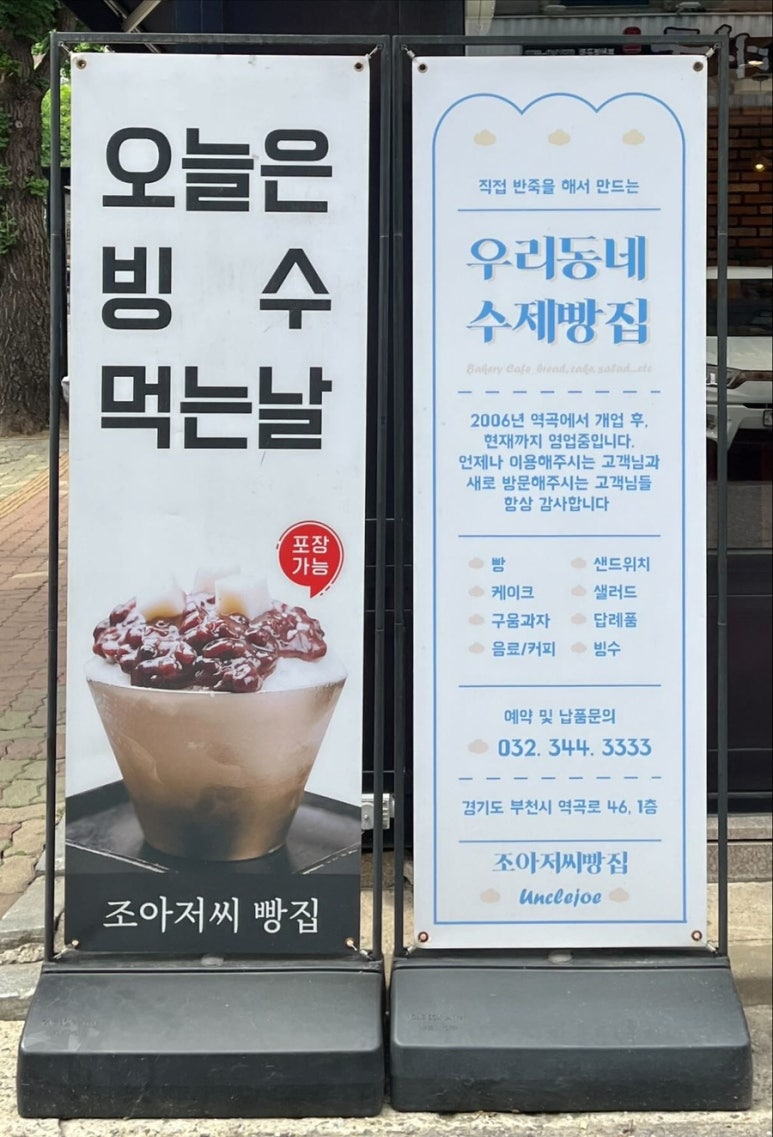 오늘은
빙 수
먹는날
포장
가능
조아저씨 빵집
직접 반죽을 해서 만드는
우리동네
수제빵집
Bakery Cafe, bread, cake, salad...etc
2006년 역곡에서 개업 후,
현재까지 영업중입니다.
언제나 이용해주시는 고객님과
새로 방문해주시는 고객님들
항상 감사합니다
빵
샌드위치
케이크
샐러드
구움과자
답례품
음료/커피
빙수
예약 및 납품문의
032. 344. 3333
경기도 부천시 역곡로 46, 1층
조아저씨빵집
Unclejoe